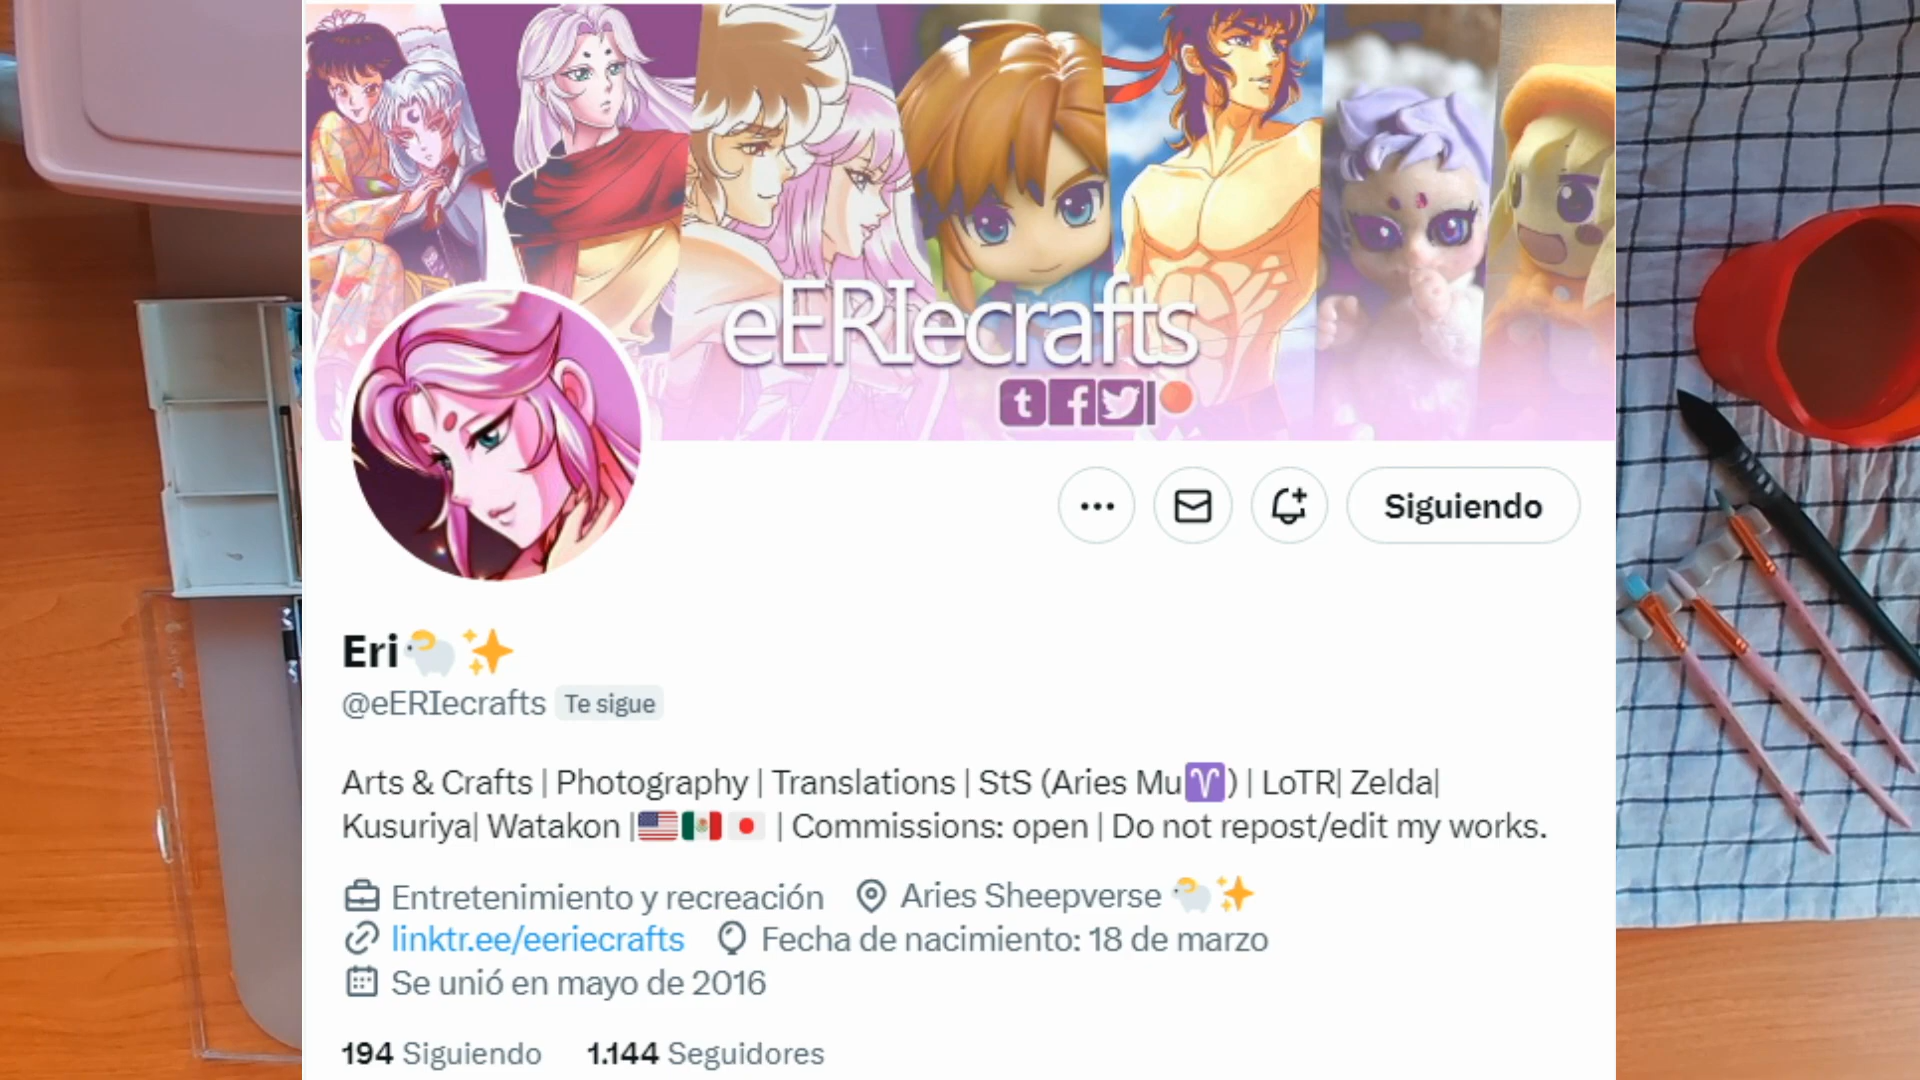 eERIecrafts
Siguiendo
Eri🐏✨
@eERIecrafts Te sigue
Arts & Crafts | Photography | Translations | StS (Aries Mu♈) | LoTR| Zelda|
Kusuriya| Watakon |🇺🇸🇲🇽🇯🇵 | Commissions: open | Do not repost/edit my works.
Entretenimiento y recreación Aries Sheepverse 🐏✨
linktr.ee/eeriecrafts Fecha de nacimiento: 18 de marzo
Se unió en mayo de 2016
194 Siguiendo 1.144 Seguidores